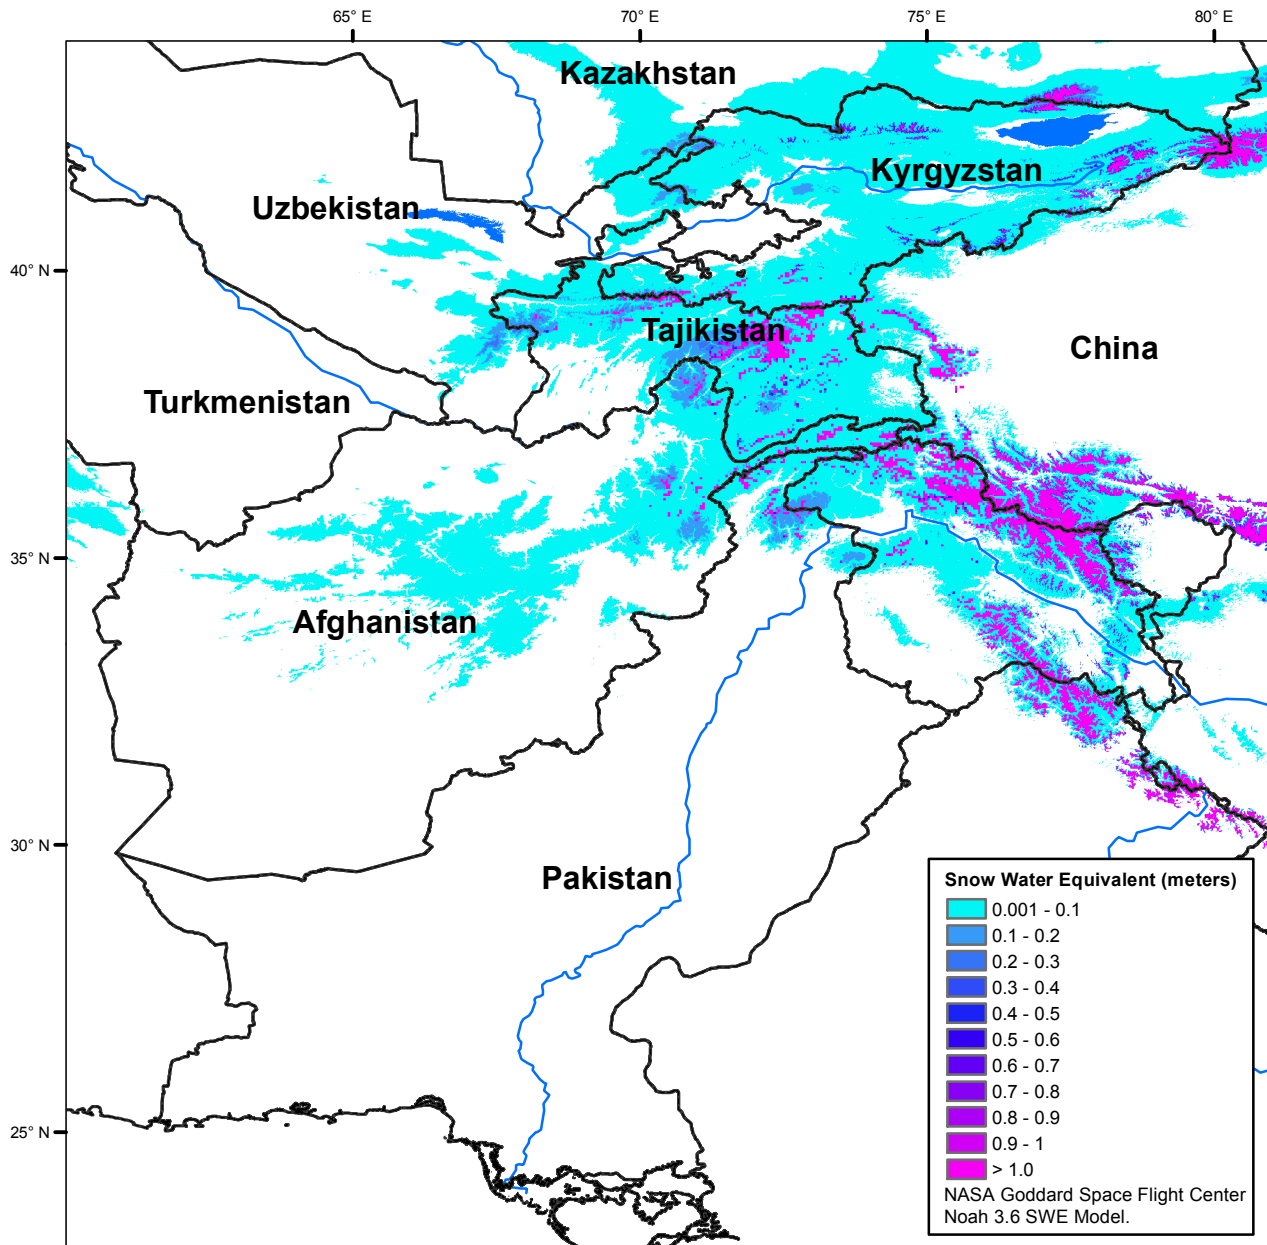 65° E
70° E
75° E
80° E
Kazakhstan
Kyrgyzstan
Uzbekistan
40° N
Tajikistan
China
Turkmenistan
35° N
Afghanistan
30° N
Pakistan
25° N
Snow Water Equivalent (meters)
0.001 - 0.1
0.1 - 0.2
0.2 - 0.3
0.3 - 0.4
0.4 - 0.5
0.5 - 0.6
0.6 - 0.7
0.7 - 0.8
0.8 - 0.9
0.9 - 1
> 1.0
NASA Goddard Space Flight Center
Noah 3.6 SWE Model.